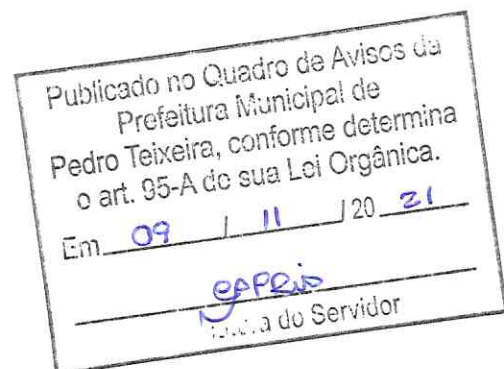 Publicado no Quadro de Avisos da
Prefeitura Municipal de
Pedro Teixeira, conforme determina
o art. 95-A de sua Lei Orgânica.
Em 09 / 11 / 20 21
do Servidor